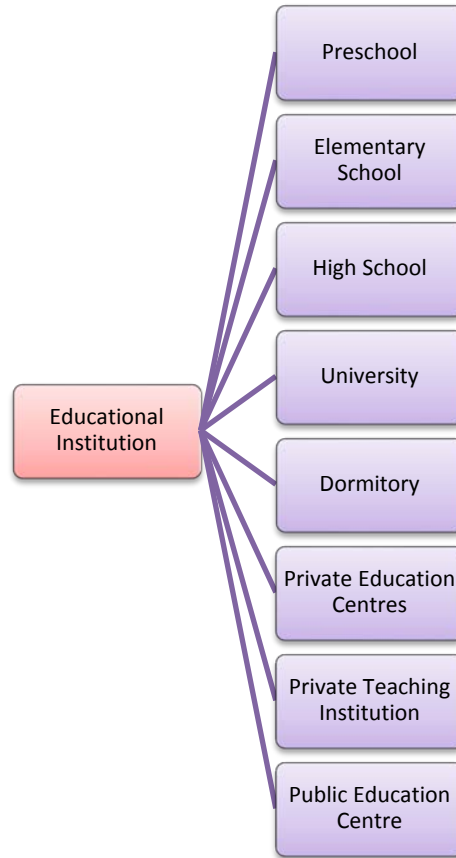 Preschool
Elementary
School
High School
University
Educational
Institution
Dormitory
Private Education
Centres
Private Teaching
Institution
Public Education
Centre